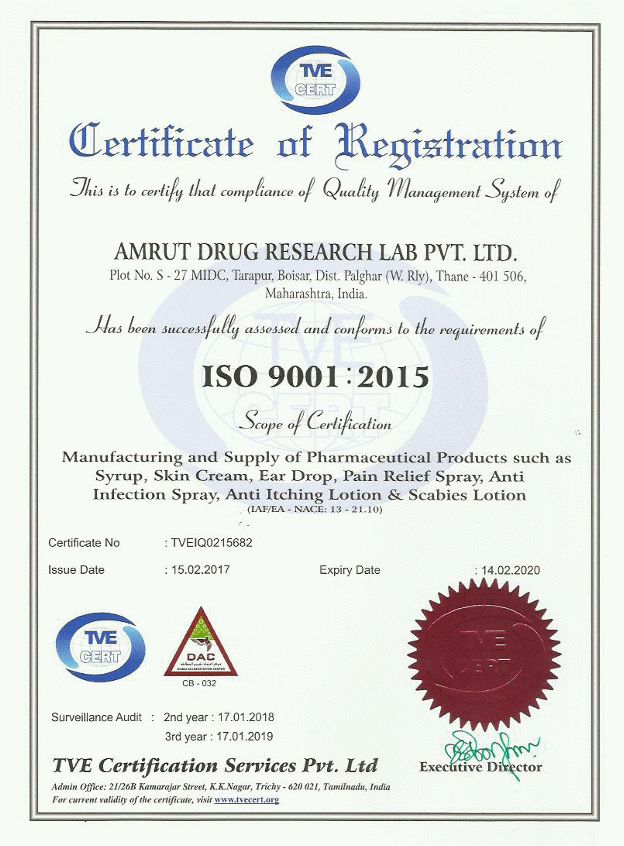 TVE
CERT
Certificate of Registration
This is to certify that compliance of Quality Management System of
AMRUT DRUG RESEARCH LAB PVT. LTD.
Plot No. S - 27 MIDC, Tarapur, Boisar, Dist. Palghar (W. Rly), Thane - 401 506,
Maharashtra, India.
Has been successfully assessed and conforms to the requirements of
ISO 9001:2015
Scope of Certification
Manufacturing and Supply of Pharmaceutical Products such as
Syrup, Skin Cream, Ear Drop, Pain Relief Spray, Anti
Infection Spray, Anti Itching Lotion & Scabies Lotion
(IAF/EA - NACE: 13 - 21.10)
Certificate No : TVEIQ0215682
Issue Date : 15.02.2017 Expiry Date : 14.02.2020
TVE
CERT
DAC
DUBAI ACCREDITATION CENTER
CB - 032
TVE
CERT
Surveillance Audit : 2nd year : 17.01.2018
3rd year : 17.01.2019
TVE Certification Services Pvt. Ltd
Executive Director
Admin Office: 21/26B Kamarajar Street, K.K.Nagar, Trichy - 620 021, Tamilnadu, India
For current validity of the certificate, visit www.tvecert.org
TVE
CERT